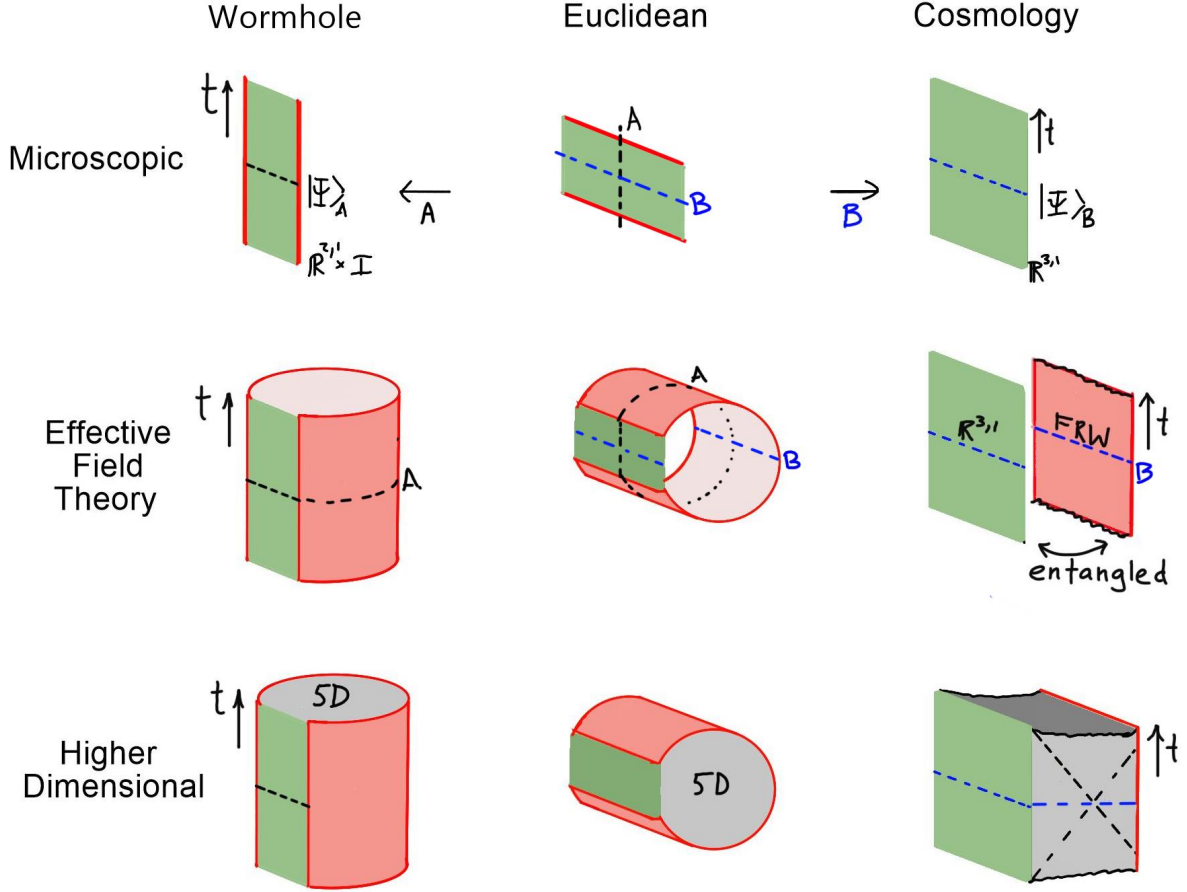 Wormhole
Euclidean
Cosmology
Microscopic
t
|Ψ⟩A
ℝ²,¹ × I
A
A
B
B
t
|Ψ⟩B
ℝ³,¹
Effective
Field
Theory
t
A
A
B
ℝ³,¹
FRW
t
B
entangled
Higher
Dimensional
t
5D
5D
t